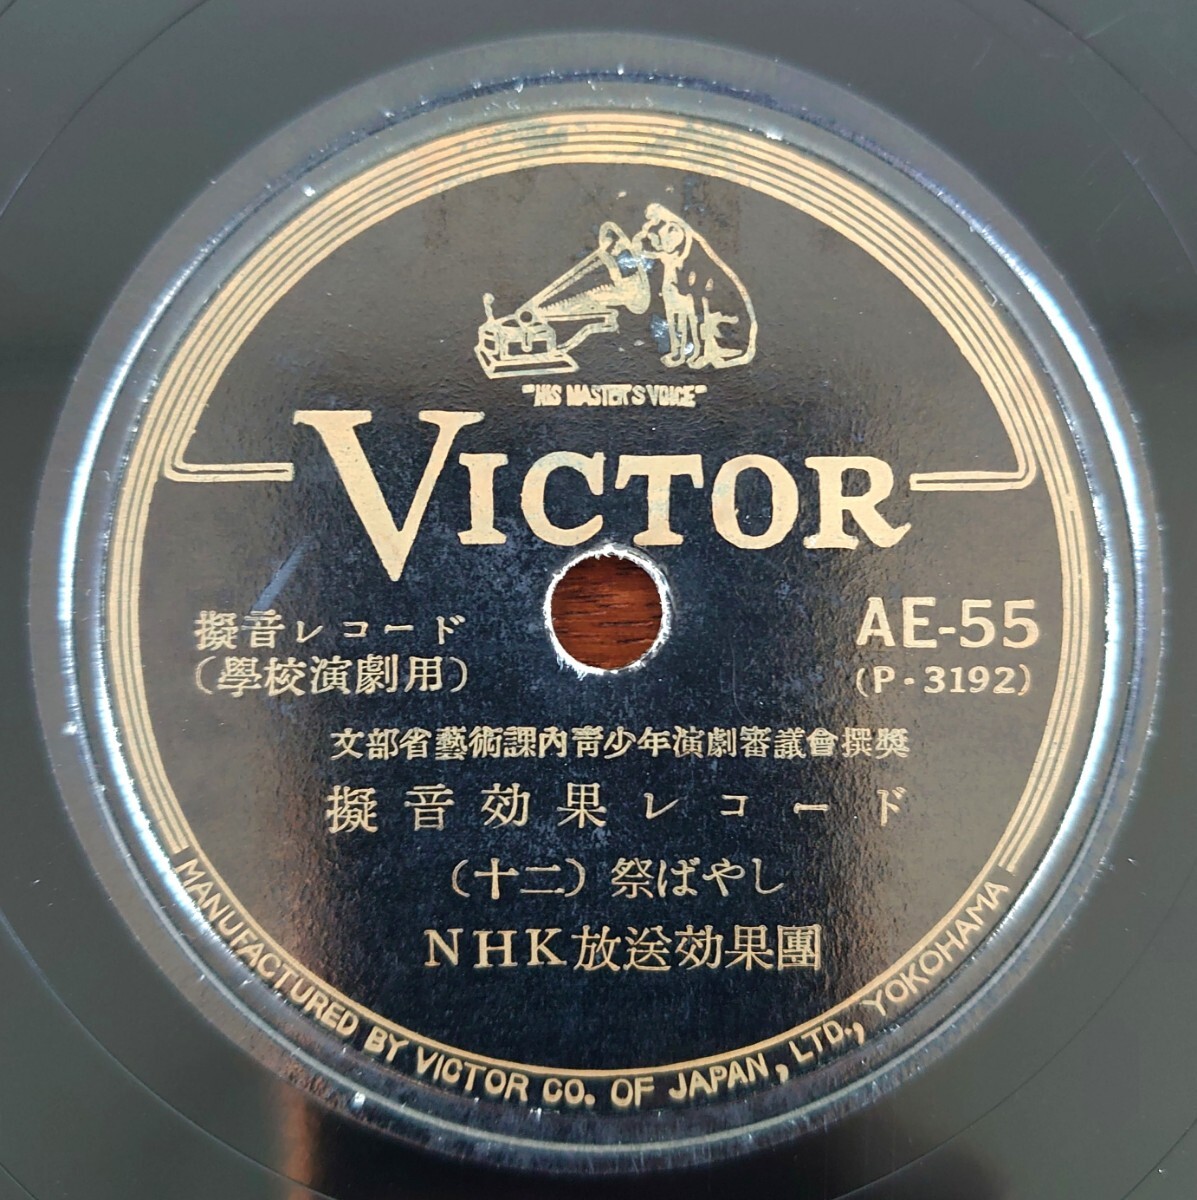 "HIS MASTER'S VOICE"
VICTOR
擬音レコード
(學校演劇用)
AE-55
(P-3192)
文部省藝術課内靑少年演劇審議會撰奬
擬音効果レコード
(十二) 祭ばやし
NHK放送効果團
MANUFACTURED BY VICTOR CO. OF JAPAN, LTD., YOKOHAMA